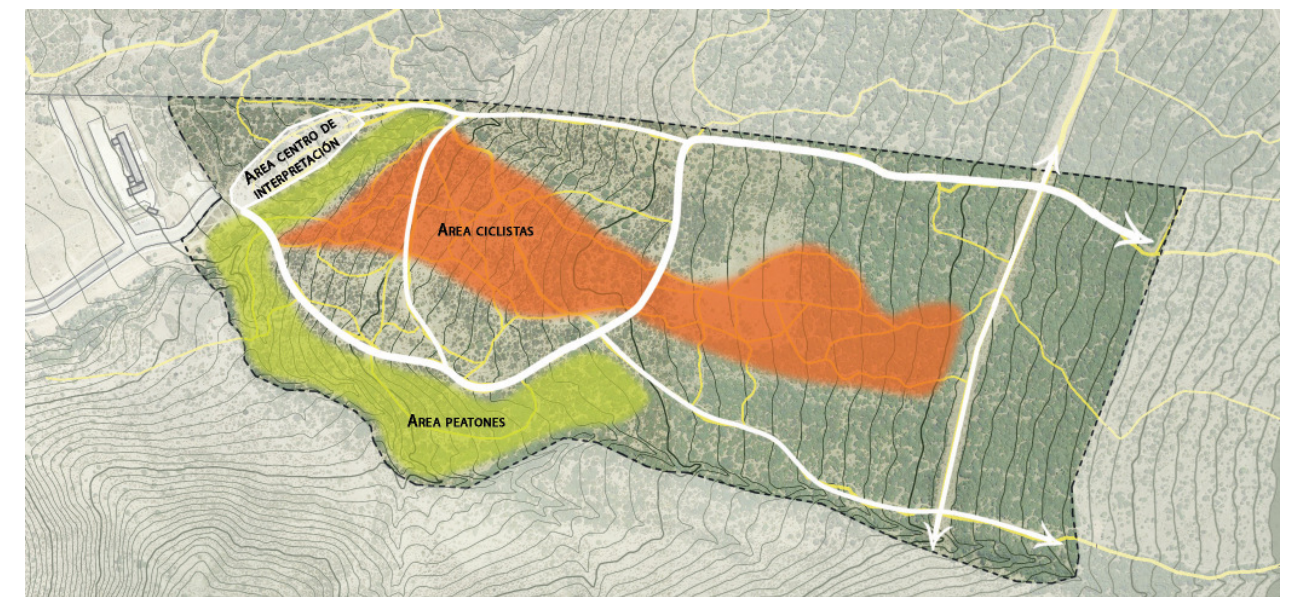 Area centro de
interpretación
Area ciclistas
Area peatones